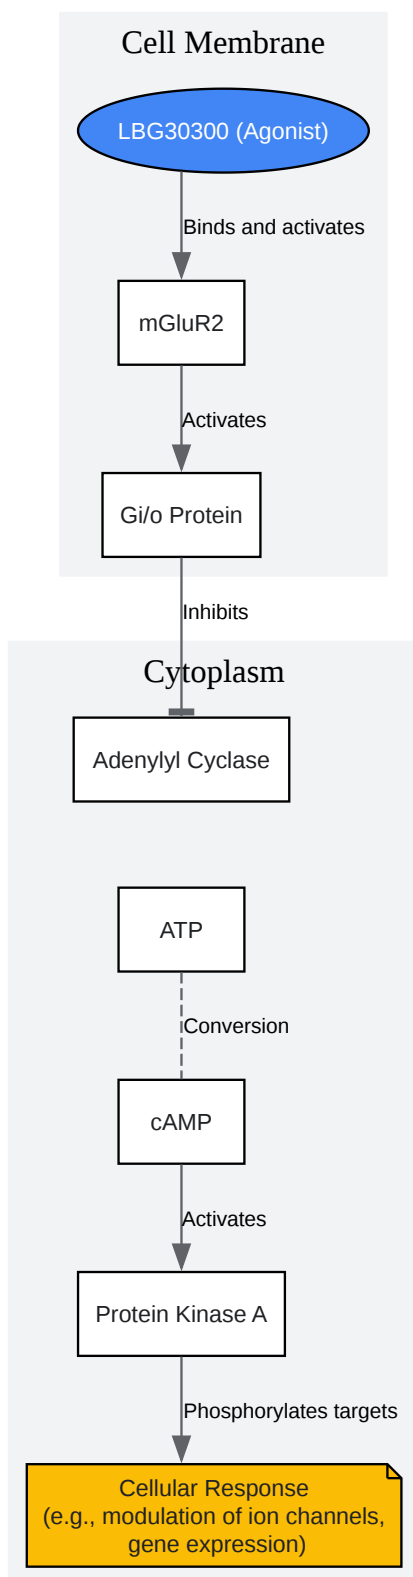 Cell Membrane
LBG30300 (Agonist)
Binds and activates
mGluR2
Activates
Gi/o Protein
Inhibits
Cytoplasm
Adenylyl Cyclase
ATP
Conversion
cAMP
Activates
Protein Kinase A
Phosphorylates targets
Cellular Response
(e.g., modulation of ion channels,
gene expression)